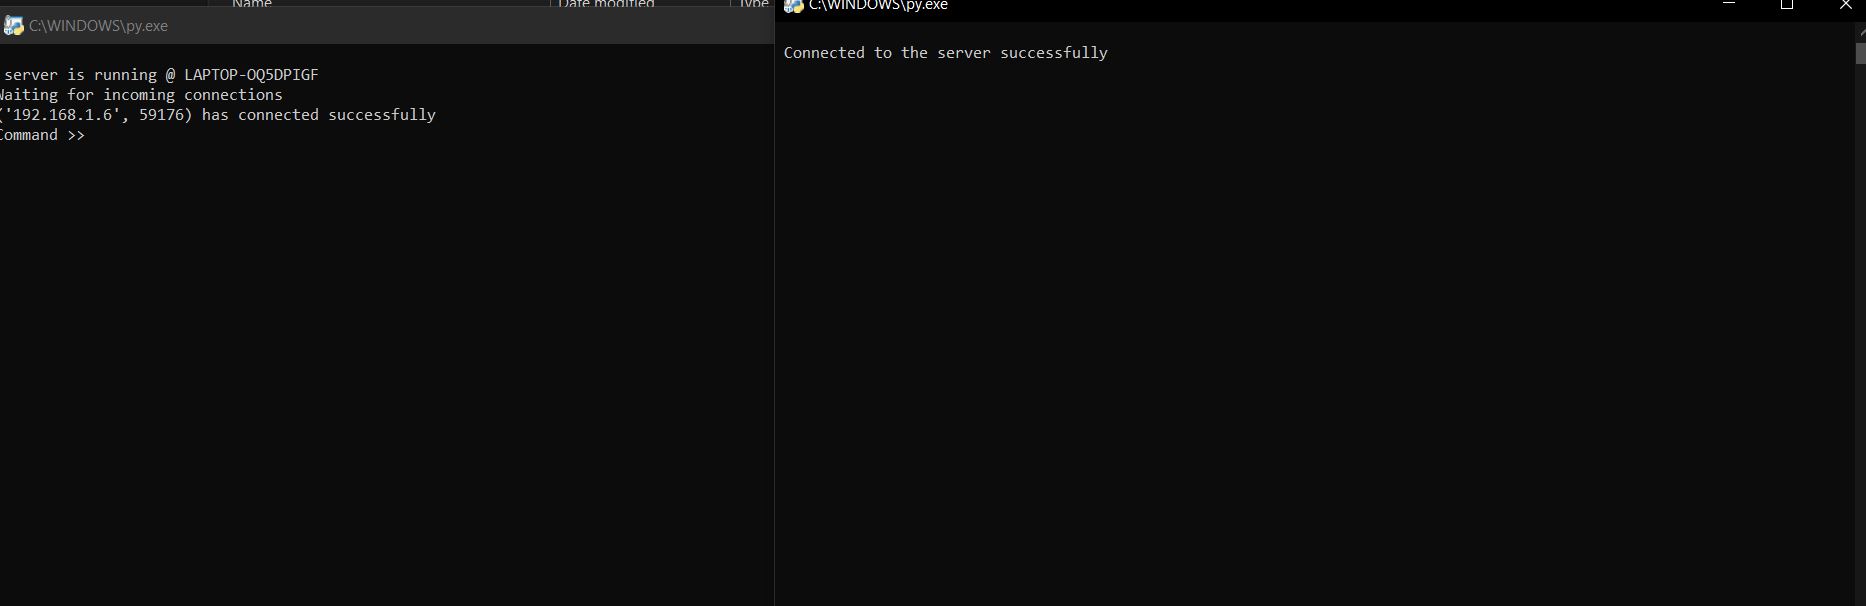 Name
Date modified
Type
C:\WINDOWS\py.exe
server is running @ LAPTOP-OQ5DPIGF
Waiting for incoming connections
('192.168.1.6', 59176) has connected successfully
Command >>
C:\WINDOWS\py.exe
Connected to the server successfully